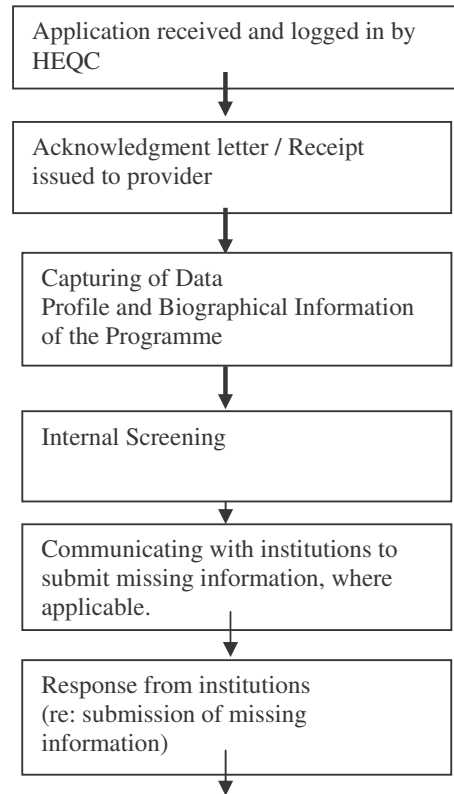 Application received and logged in by
HEQC
Acknowledgment letter / Receipt
issued to provider
Capturing of Data
Profile and Biographical Information
of the Programme
Internal Screening
Communicating with institutions to
submit missing information, where
applicable.
Response from institutions
(re: submission of missing
information)